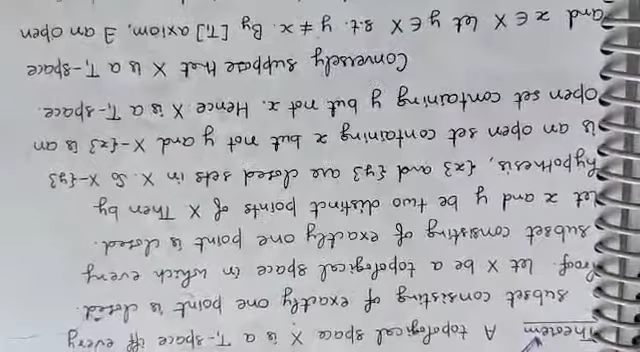 Theorem A topological space X is a T₁-space iff every
subset consisting of exactly one point is closed.
Proof. Let X be a topological space in which every
subset consisting of exactly one point is closed.
Let x and y be two distinct points of X Then by
hypothesis, {x} and {y} are closed sets in X. So X-{y}
is an open set containing x but not y and X-{x} is an
open set containing y but not x. Hence X is a T₁-space.
Conversely suppose that X is a T₁-space
and x ∈ X let y ∈ X s.t. y ≠ x. By [T₁] axiom, ∃ an open